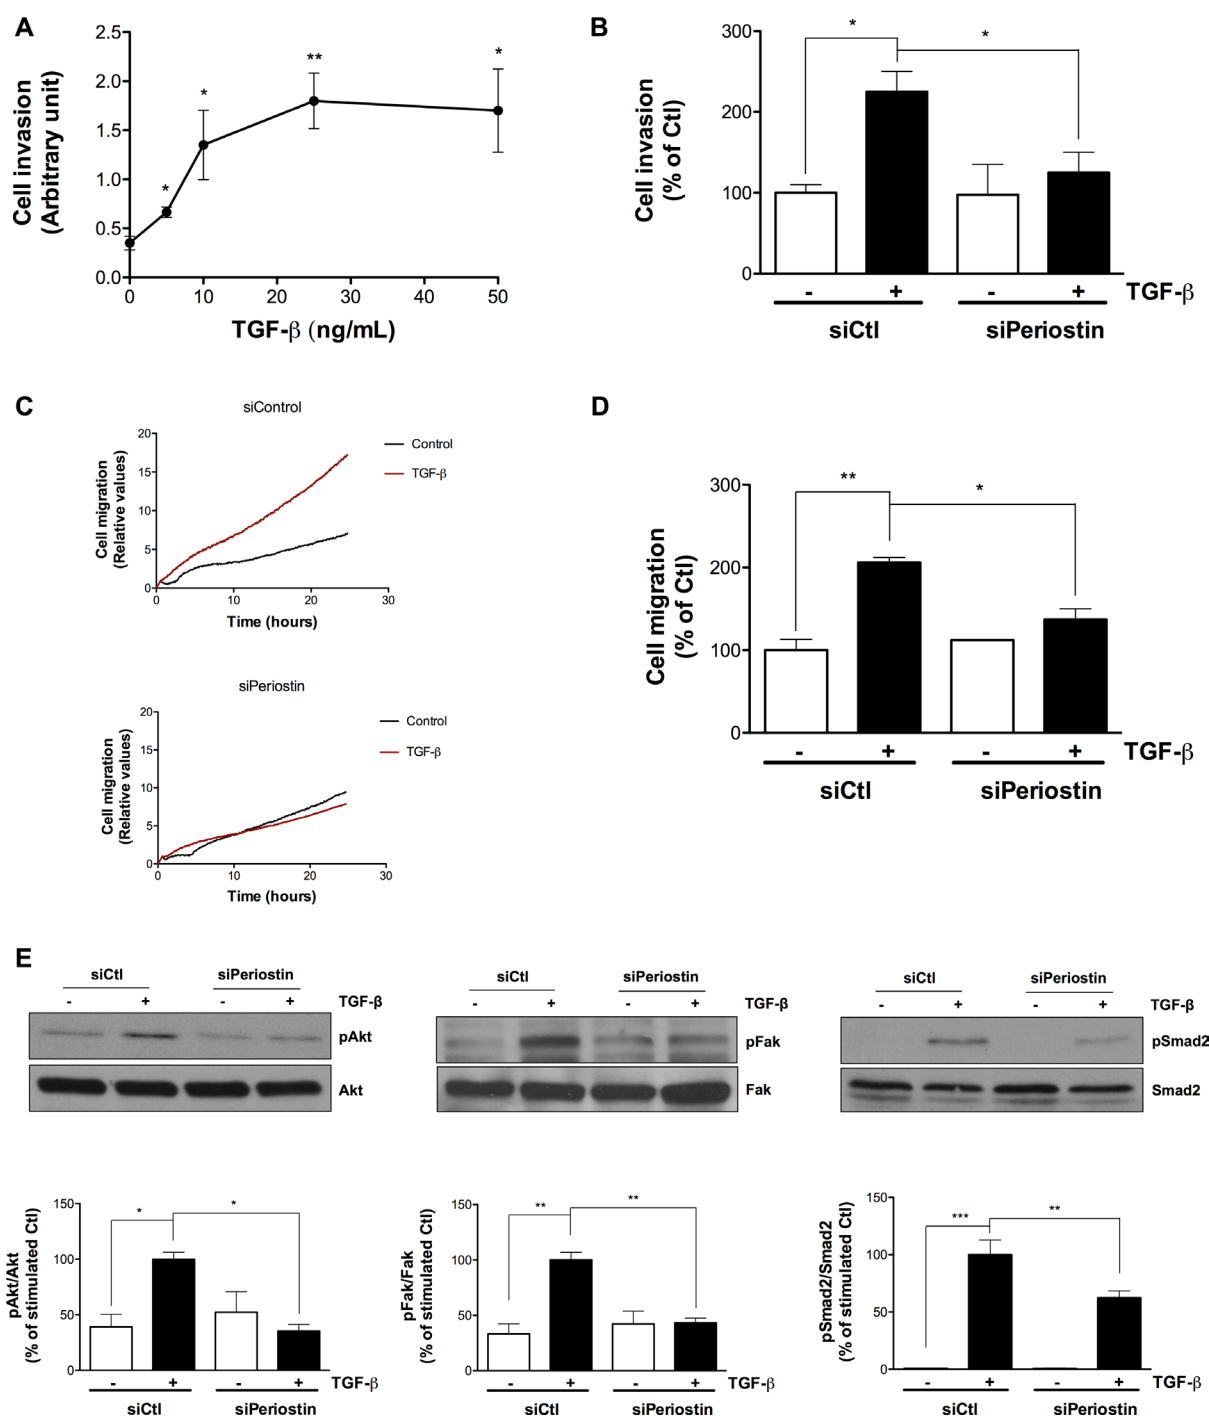 A
Cell invasion
(Arbitrary unit)
2.5
2.0
1.5
1.0
0.5
0.0
*
*
**
*
0 10 20 30 40 50
TGF-β (ng/mL)
B
Cell invasion
(% of Ctl)
300
200
100
0
*
*
- + - + TGF-β
siCtl siPeriostin
C
siControl
Cell migration
(Relative values)
20
15
10
5
0
0 10 20 30
Time (hours)
Control
TGF-β
siPeriostin
Cell migration
(Relative values)
20
15
10
5
0
0 10 20 30
Time (hours)
Control
TGF-β
D
Cell migration
(% of Ctl)
300
200
100
0
**
*
- + - + TGF-β
siCtl siPeriostin
E
siCtl siPeriostin
- + - + TGF-β
pAkt
Akt
siCtl siPeriostin
- + - + TGF-β
pFak
Fak
siCtl siPeriostin
- + - + TGF-β
pSmad2
Smad2
pAkt/Akt
(% of stimulated Ctl)
150
100
50
0
*
*
- + - + TGF-β
siCtl siPeriostin
pFak/Fak
(% of stimulated Ctl)
150
100
50
0
**
**
- + - + TGF-β
siCtl siPeriostin
pSmad2/Smad2
(% of stimulated Ctl)
150
100
50
0
***
**
- + - + TGF-β
siCtl siPeriostin